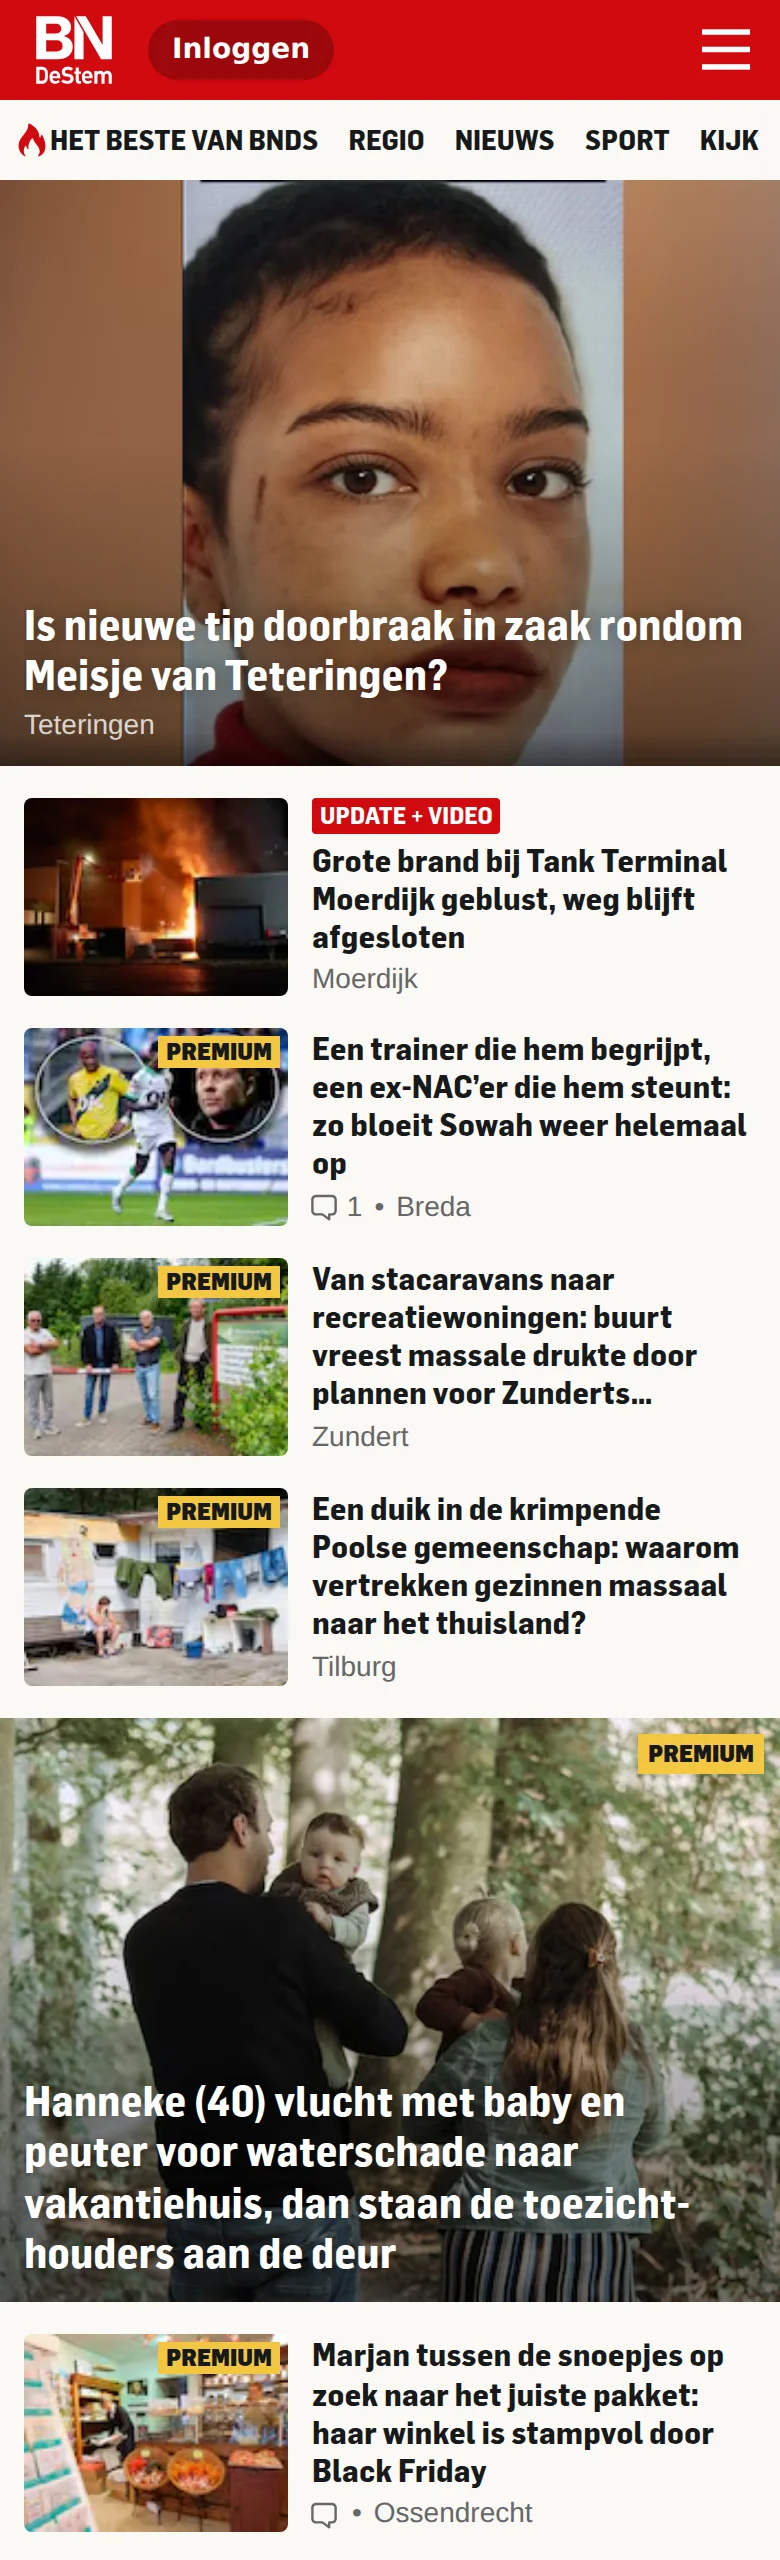 BN
DeStem
Inloggen
HET BESTE VAN BNDS
REGIO
NIEUWS
SPORT
KIJK
Is nieuwe tip doorbraak in zaak rondom
Meisje van Teteringen?
Teteringen
UPDATE + VIDEO
Grote brand bij Tank Terminal
Moerdijk geblust, weg blijft
afgesloten
Moerdijk
PREMIUM
Een trainer die hem begrijpt,
een ex-NAC’er die hem steunt:
zo bloeit Sowah weer helemaal
op
1 • Breda
PREMIUM
Van stacaravans naar
recreatiewoningen: buurt
vreest massale drukte door
plannen voor Zunderts...
Zundert
PREMIUM
Een duik in de krimpende
Poolse gemeenschap: waarom
vertrekken gezinnen massaal
naar het thuisland?
Tilburg
PREMIUM
Hanneke (40) vlucht met baby en
peuter voor waterschade naar
vakantiehuis, dan staan de toezicht-
houders aan de deur
PREMIUM
Marjan tussen de snoepjes op
zoek naar het juiste pakket:
haar winkel is stampvol door
Black Friday
• Ossendrecht